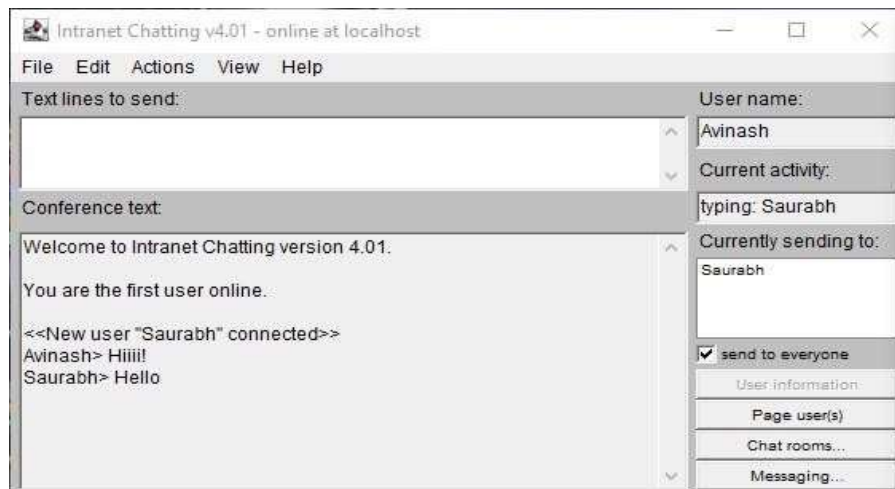 Intranet Chatting v4.01 - online at localhost
File Edit Actions View Help
Text lines to send:
Conference text:
Welcome to Intranet Chatting version 4.01.
You are the first user online.
<<New user "Saurabh" connected>>
Avinash> Hiiii!
Saurabh> Hello
User name:
Avinash
Current activity:
typing: Saurabh
Currently sending to:
Saurabh
send to everyone
User information
Page user(s)
Chat rooms...
Messaging...